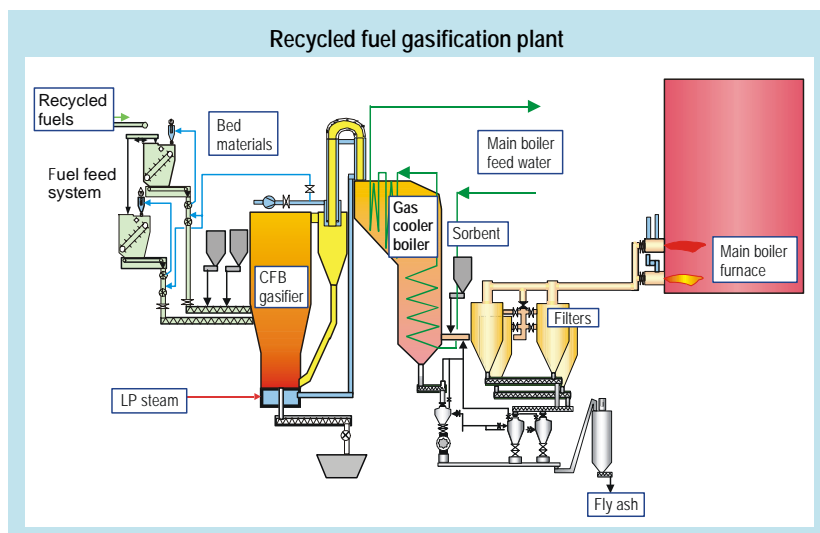 Recycled fuel gasification plant
Recycled
fuels
Bed
materials
Fuel feed
system
Main boiler
feed water
Gas
cooler
boiler
Sorbent
CFB
gasifier
Main boiler
furnace
Filters
LP steam
Fly ash